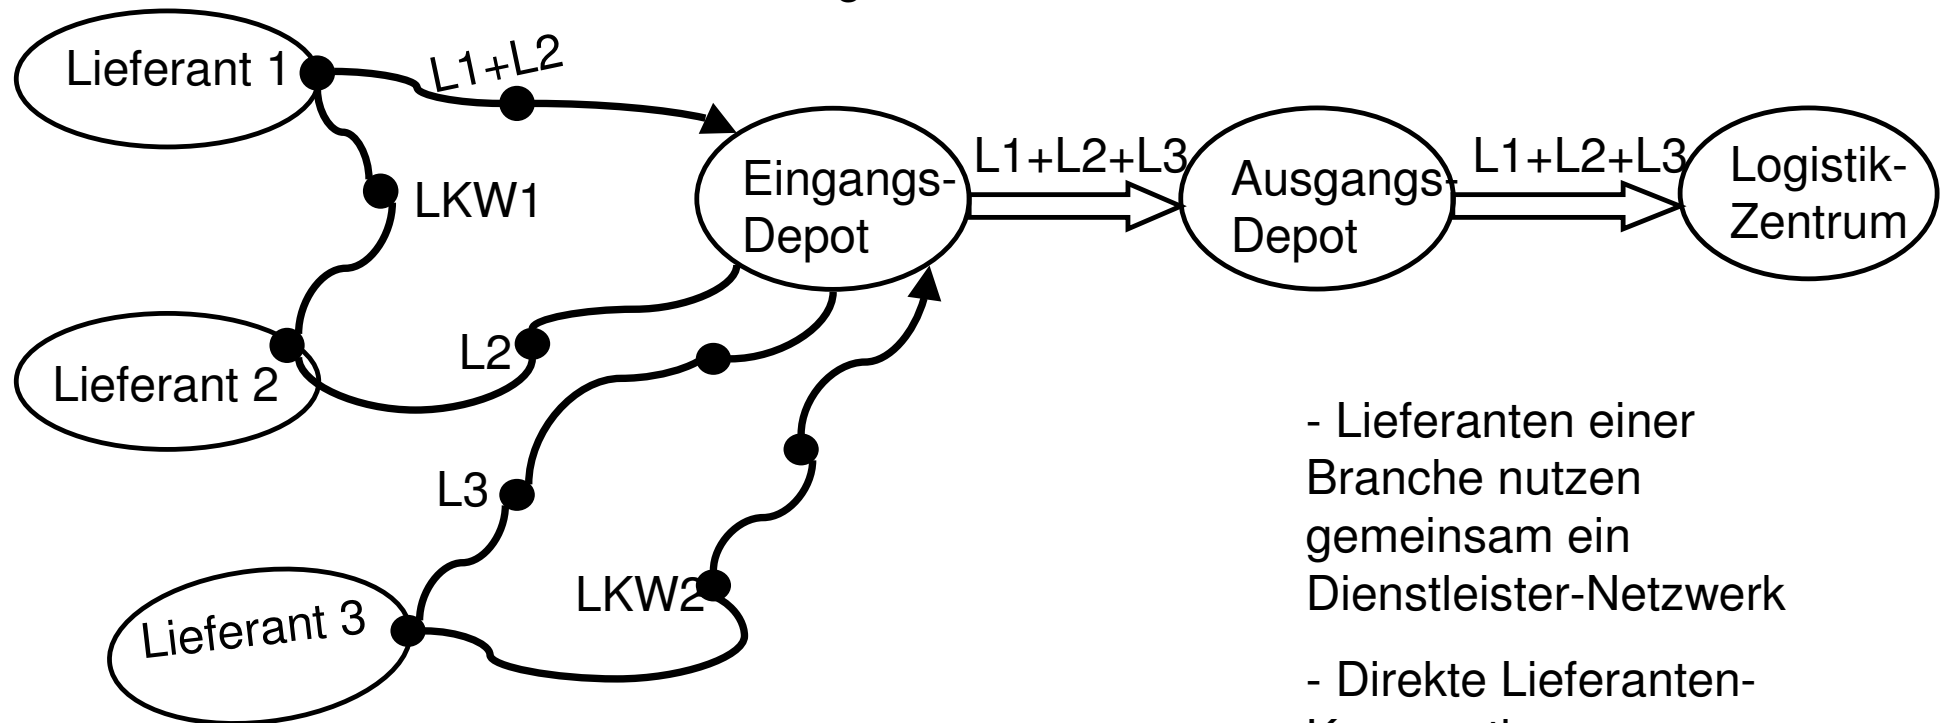 Lieferant 1
L1+L2
LKW1
Eingangs-
Depot
L1+L2+L3
Ausgangs-
Depot
L1+L2+L3
Logistik-
Zentrum
Lieferant 2
L2
L3
LKW2
Lieferant 3
- Lieferanten einer
Branche nutzen
gemeinsam ein
Dienstleister-Netzwerk
- Direkte Lieferanten-